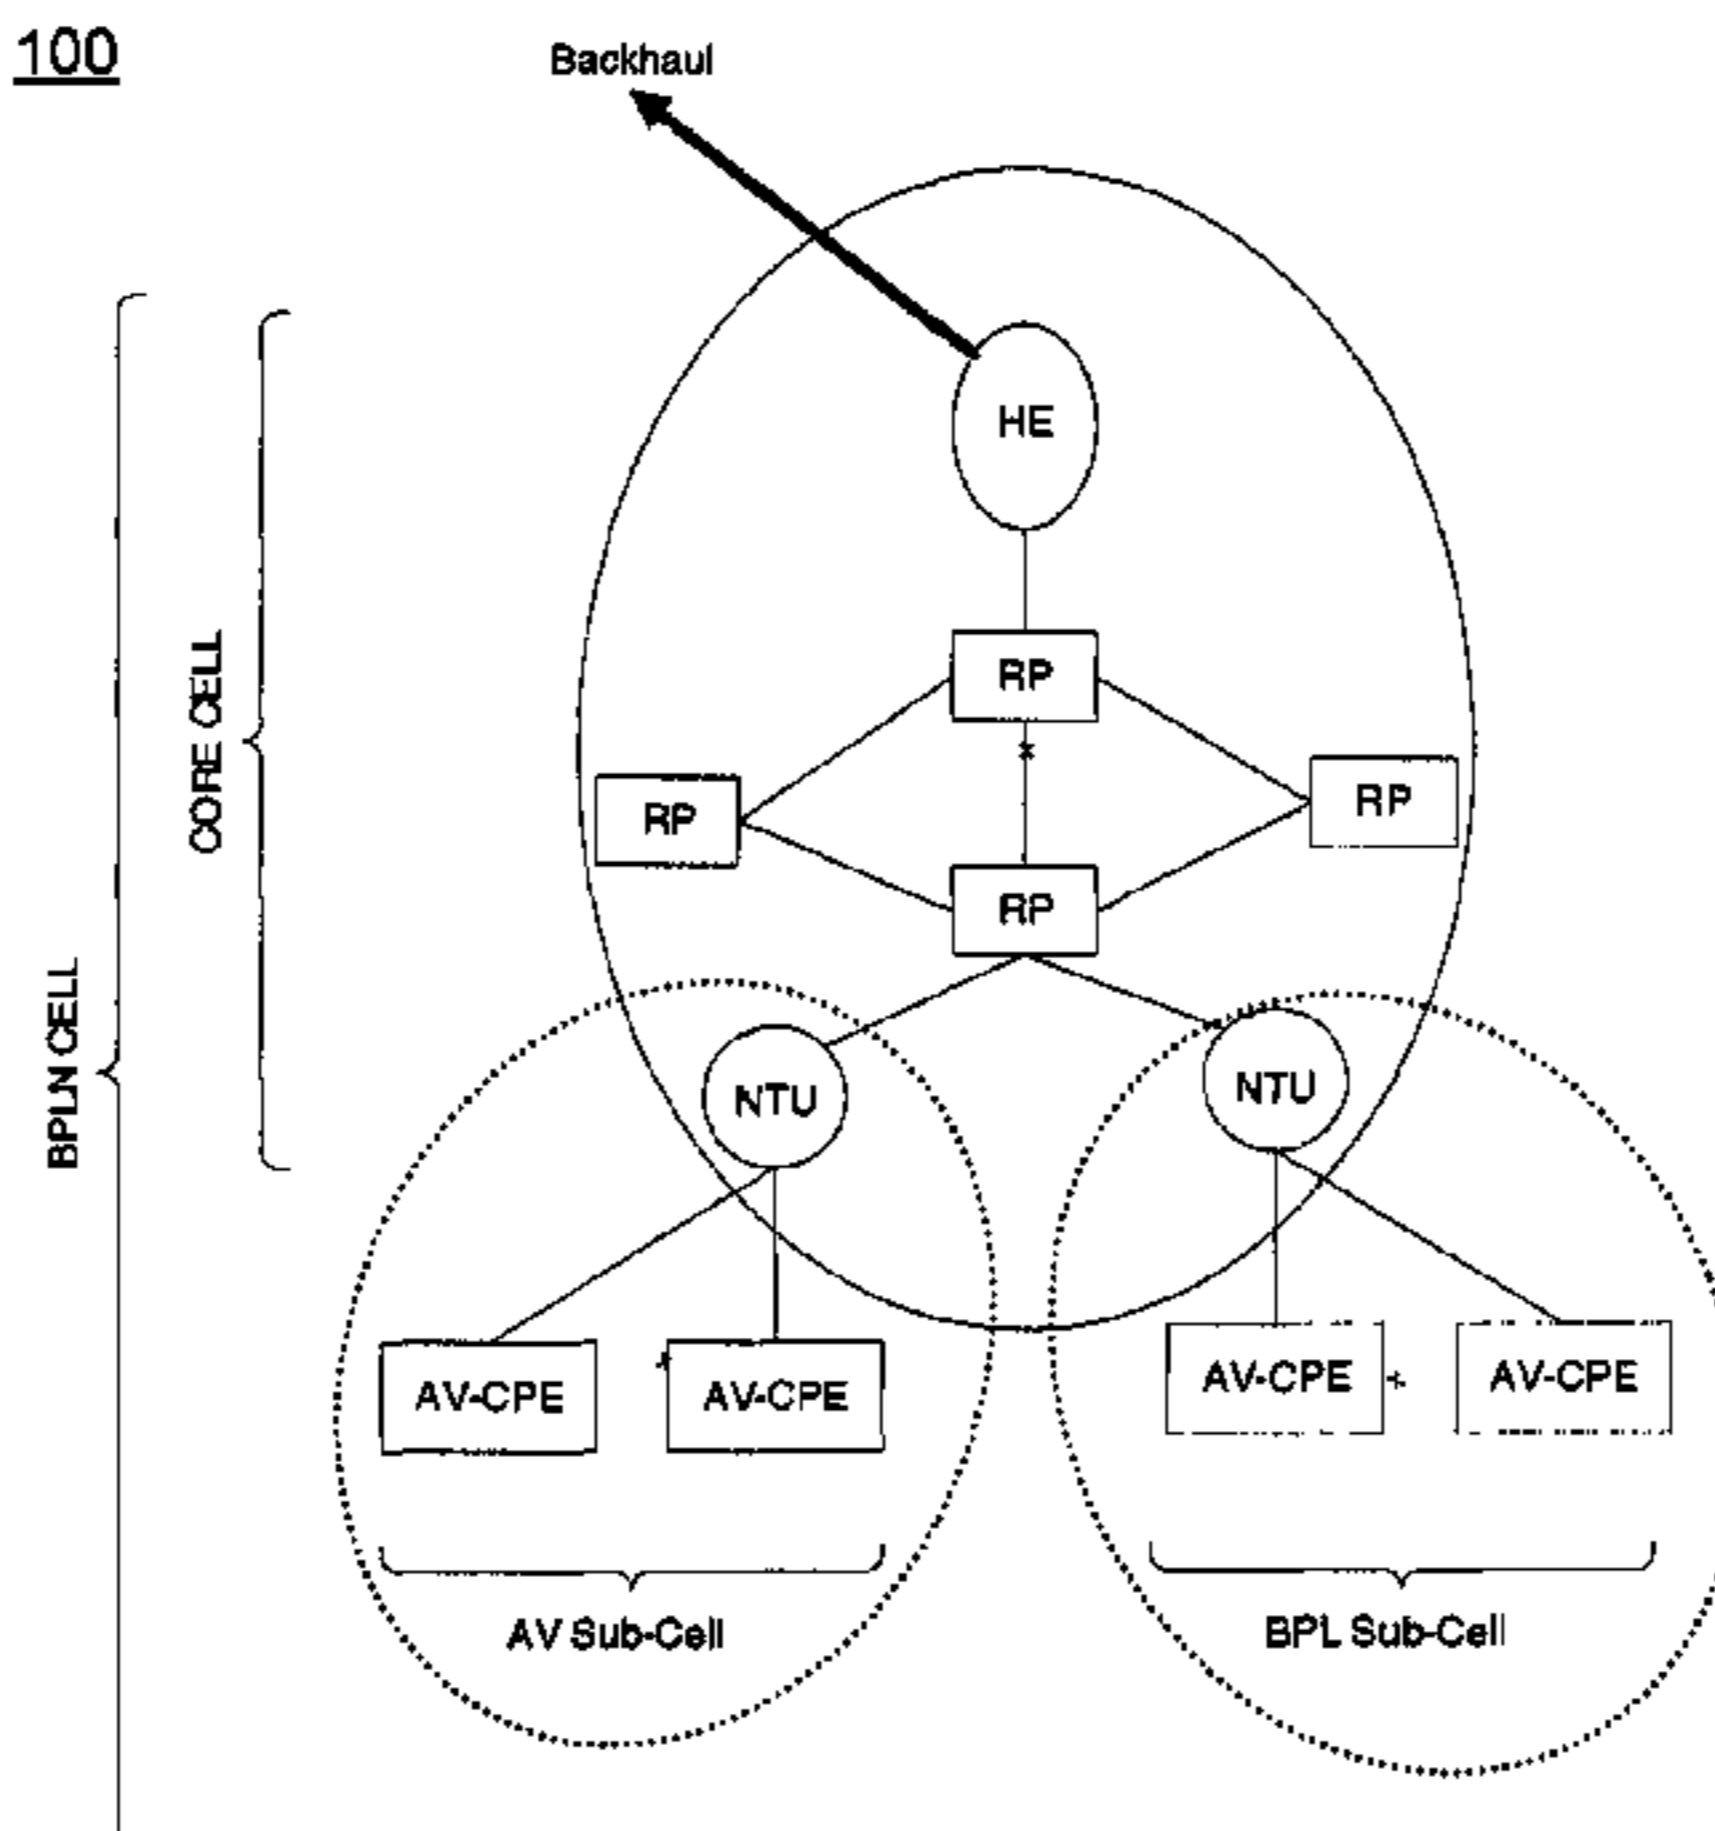 100
Backhaul
HE
RP
RP
RP
RP
CORE CELL
BPLN CELL
NTU
NTU
AV-CPE
AV-CPE
AV-CPE
AV-CPE
AV Sub-Cell
BPL Sub-Cell